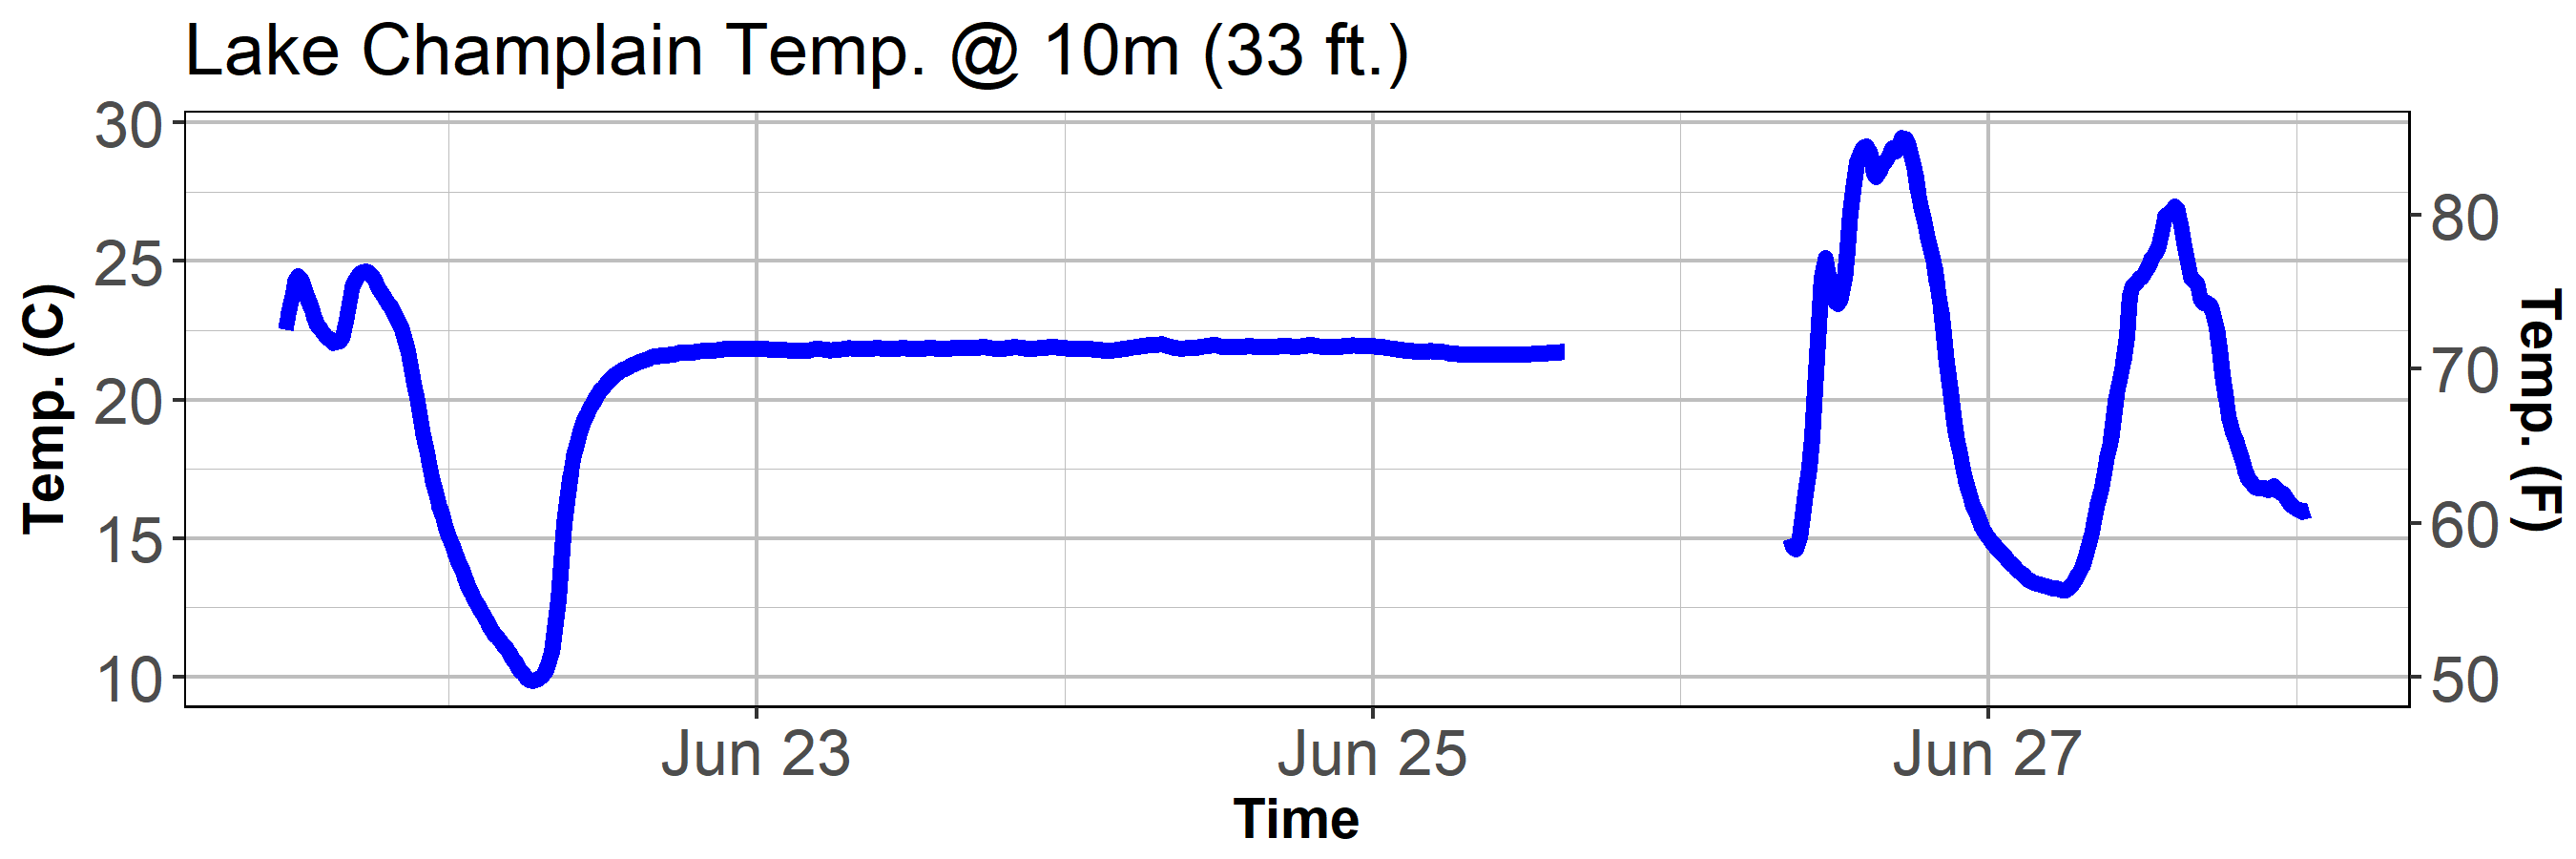 Lake Champlain Temp. @ 10m (33 ft.)
30
25
20
15
10
Temp. (C)
80
70
60
50
Temp. (F)
Jun 23
Jun 25
Jun 27
Time